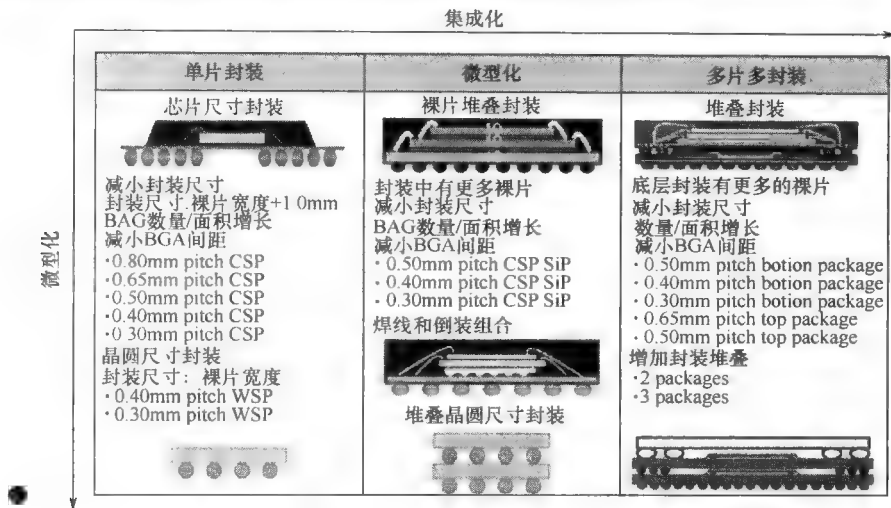 集成化
微型化
单片封装
芯片尺寸封装
减小封装尺寸
封装尺寸.裸片宽度+1 0mm
BAG数量/面积增长
减小BGA间距
·0.80mm pitch CSP
·0.65mm pitch CSP
·0.50mm pitch CSP
·0.40mm pitch CSP
·0 30mm pitch CSP
晶圆尺寸封装
封装尺寸：裸片宽度
·0.40mm pitch WSP
·0.30mm pitch WSP
微型化
裸片堆叠封装
封装中有更多裸片
减小封装尺寸
BAG数量/面积增长
减小BGA间距
·0.50mm pitch CSP SiP
·0.40mm pitch CSP SiP
·0.30mm pitch CSP SiP
焊线和倒装组合
堆叠晶圆尺寸封装
多片多封装
堆叠封装
底层封装有更多的裸片
减小封装尺寸
数量/面积增长
减小BGA间距
·0.50mm pitch botion package
·0.40mm pitch botion package
·0.30mm pitch botion package
·0.65mm pitch top package
·0.50mm pitch top package
增加封装堆叠
·2 packages
·3 packages